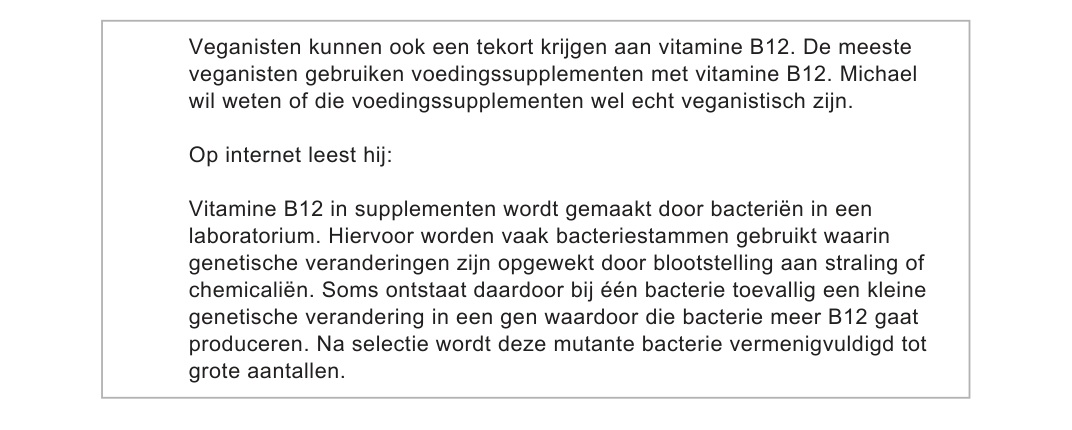 Veganisten kunnen ook een tekort krijgen aan vitamine B12. De meeste
veganisten gebruiken voedingssupplementen met vitamine B12. Michael
wil weten of die voedingssupplementen wel echt veganistisch zijn.
Op internet leest hij:
Vitamine B12 in supplementen wordt gemaakt door bacteriën in een
laboratorium. Hiervoor worden vaak bacteriestammen gebruikt waarin
genetische veranderingen zijn opgewekt door blootstelling aan straling of
chemicaliën. Soms ontstaat daardoor bij één bacterie toevallig een kleine
genetische verandering in een gen waardoor die bacterie meer B12 gaat
produceren. Na selectie wordt deze mutante bacterie vermenigvuldigd tot
grote aantallen.